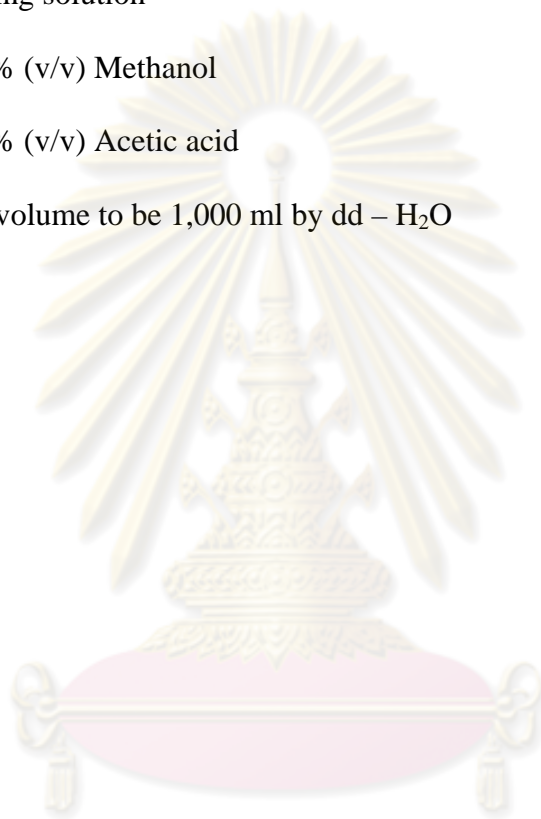 ng solution
% (v/v) Methanol
% (v/v) Acetic acid
volume to be 1,000 ml by dd – H₂O